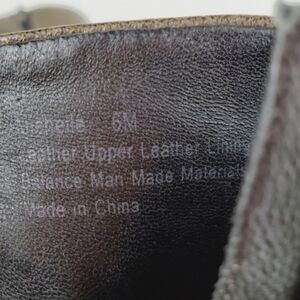 6M
Leather Upper Leather Lining
Balance Man Made Materials
Made in China